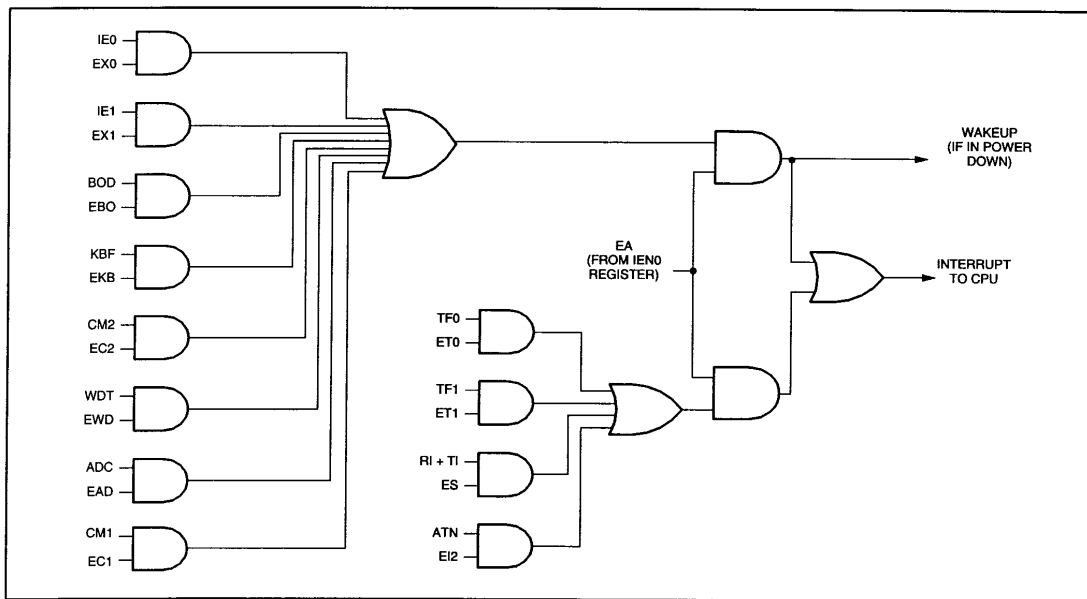 IE0
EX0
IE1
EX1
BOD
EBO
KBF
EKB
CM2
EC2
WDT
EWD
ADC
EAD
CM1
EC1
WAKEUP
(IF IN POWER
DOWN)
EA
(FROM IEN0
REGISTER)
INTERRUPT
TO CPU
TF0
ET0
TF1
ET1
RI + TI
ES
ATN
EI2